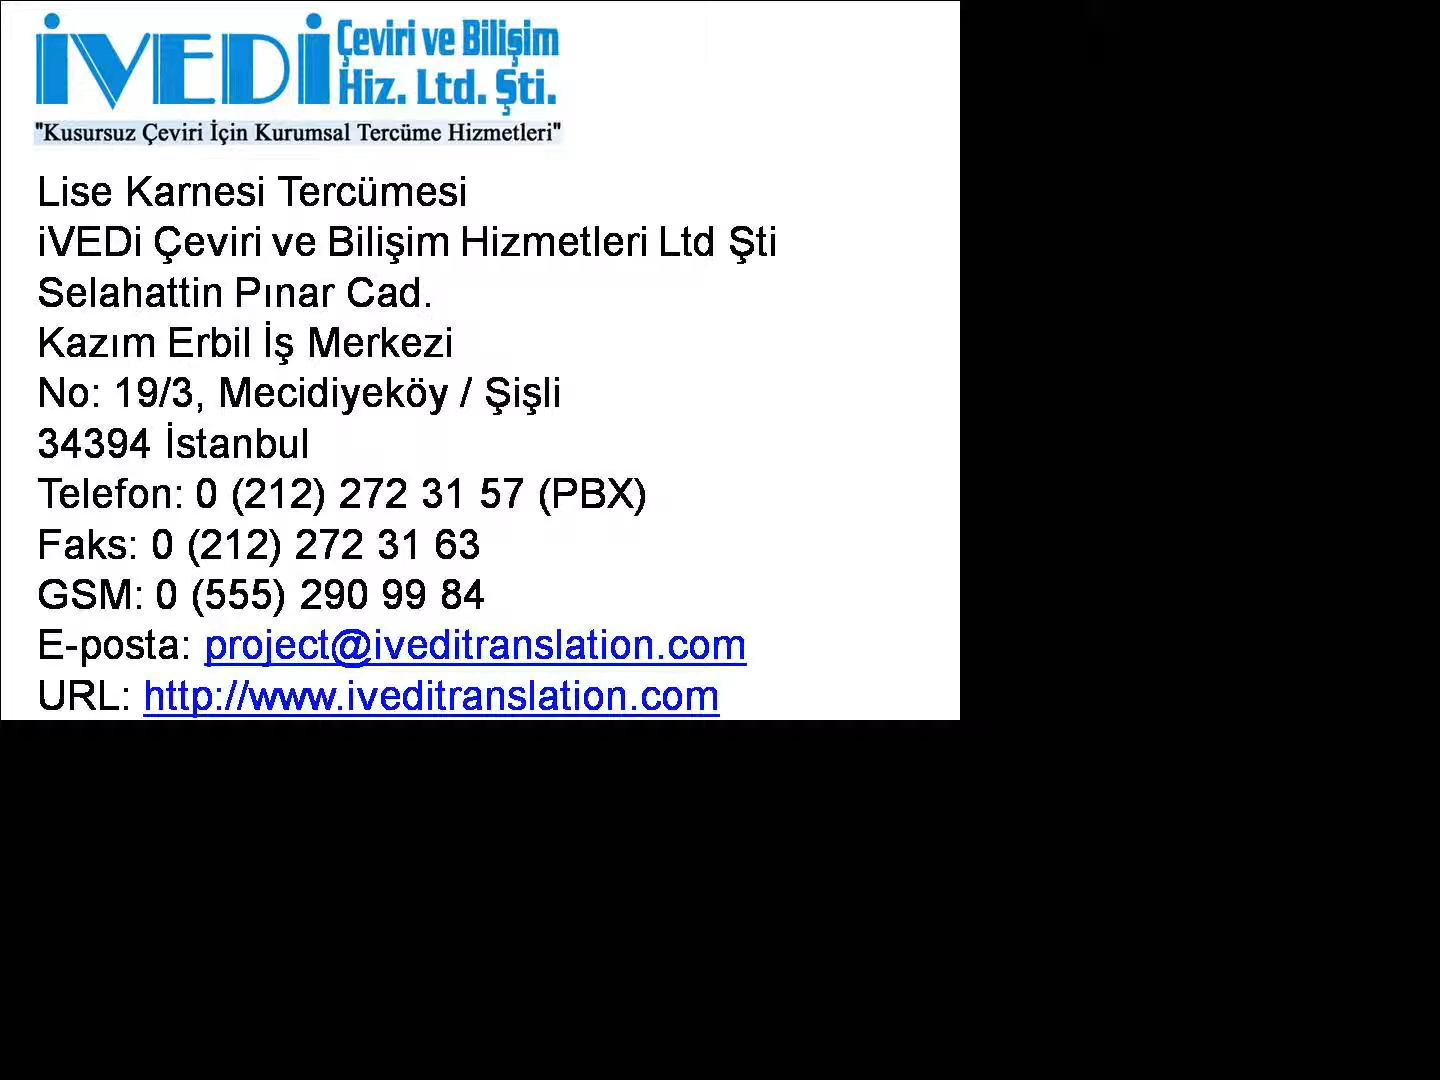 iVEDi Çeviri ve Bilişim
Hiz. Ltd. Şti.
"Kusursuz Çeviri İçin Kurumsal Tercüme Hizmetleri"
Lise Karnesi Tercümesi
iVEDi Çeviri ve Bilişim Hizmetleri Ltd Şti
Selahattin Pınar Cad.
Kazım Erbil İş Merkezi
No: 19/3, Mecidiyeköy / Şişli
34394 İstanbul
Telefon: 0 (212) 272 31 57 (PBX)
Faks: 0 (212) 272 31 63
GSM: 0 (555) 290 99 84
E-posta: project@iveditranslation.com
URL: http://www.iveditranslation.com